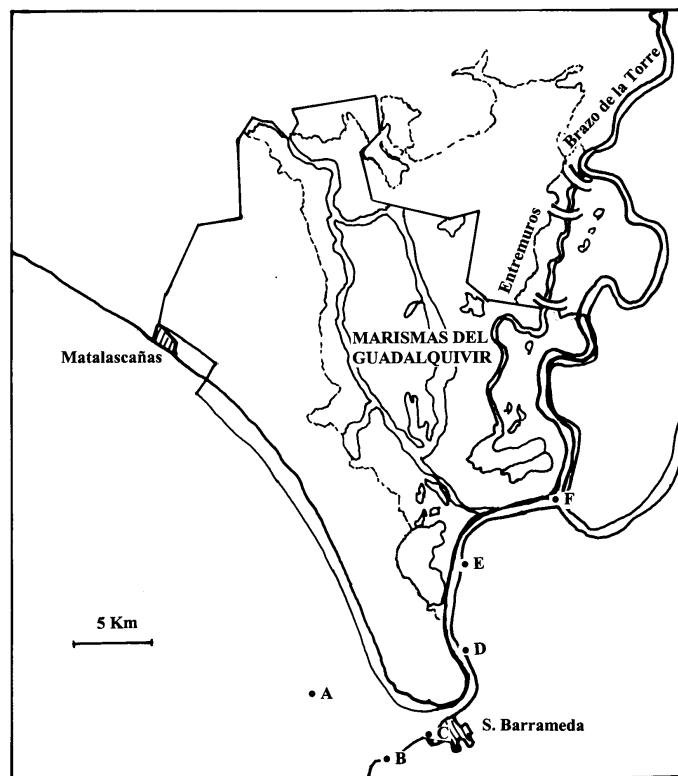 Brazo de la Torre
Entremuros
MARISMAS DEL
GUADALQUIVIR
Matalascañas
F
E
5 Km
D
A
S. Barrameda
C
B